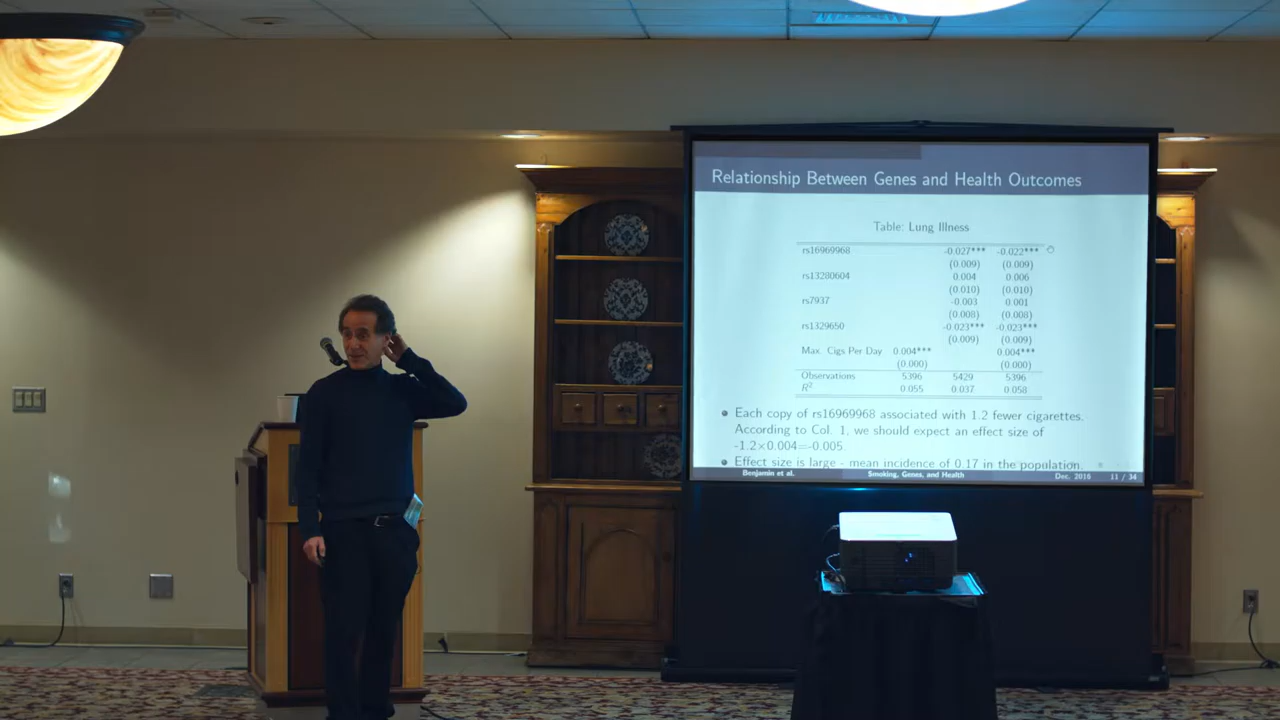 Relationship Between Genes and Health Outcomes
Table: Lung Illness
rs16969968 -0.027*** -0.022***
(0.009) (0.009)
rs13280604 0.004 0.006
(0.010) (0.010)
rs7937 -0.003 0.001
(0.008) (0.008)
rs1329650 -0.023*** -0.023***
(0.009) (0.009)
Max. Cigs Per Day 0.004*** 0.004***
(0.000) (0.000)
Observations 5396 5429 5396
R² 0.055 0.037 0.058
Each copy of rs16969968 associated with 1.2 fewer cigarettes.
According to Col. 1, we should expect an effect size of
-1.2×0.004=-0.005.
Effect size is large - mean incidence of 0.17 in the population.
Benjamin et al. Smoking, Genes, and Health Dec. 2016 11 / 34